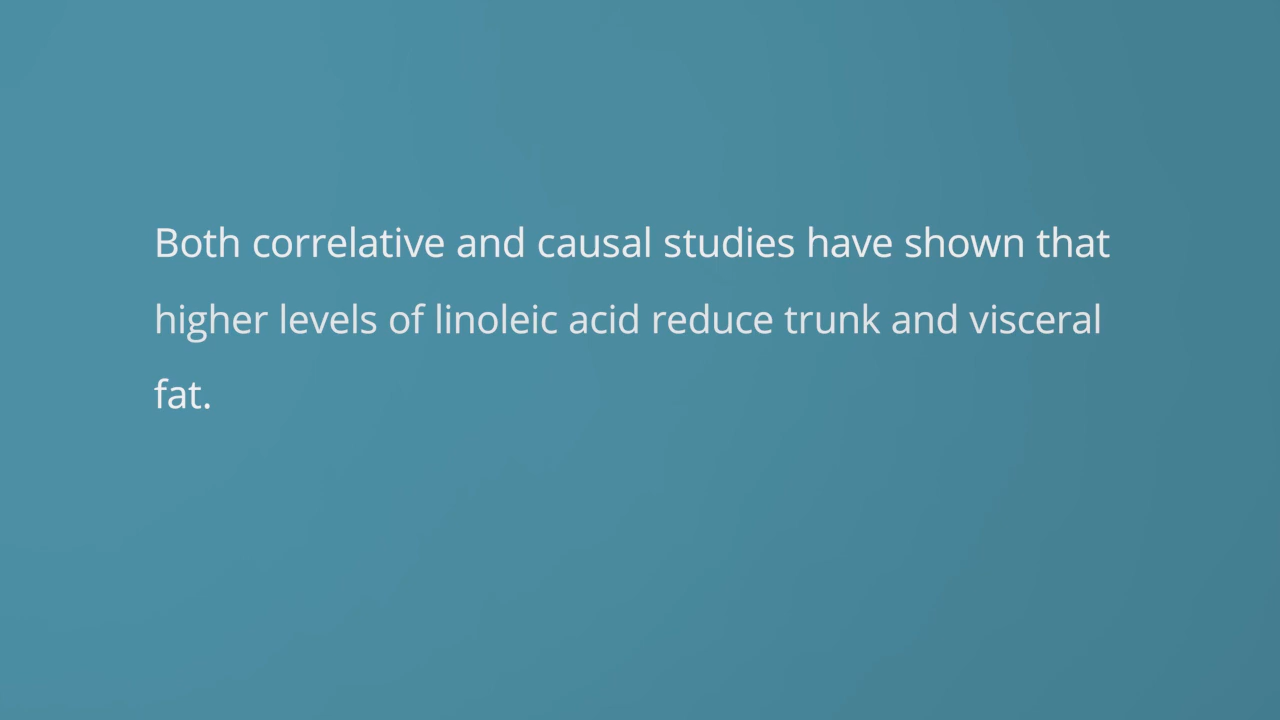 Both correlative and causal studies have shown that
higher levels of linoleic acid reduce trunk and visceral
fat.